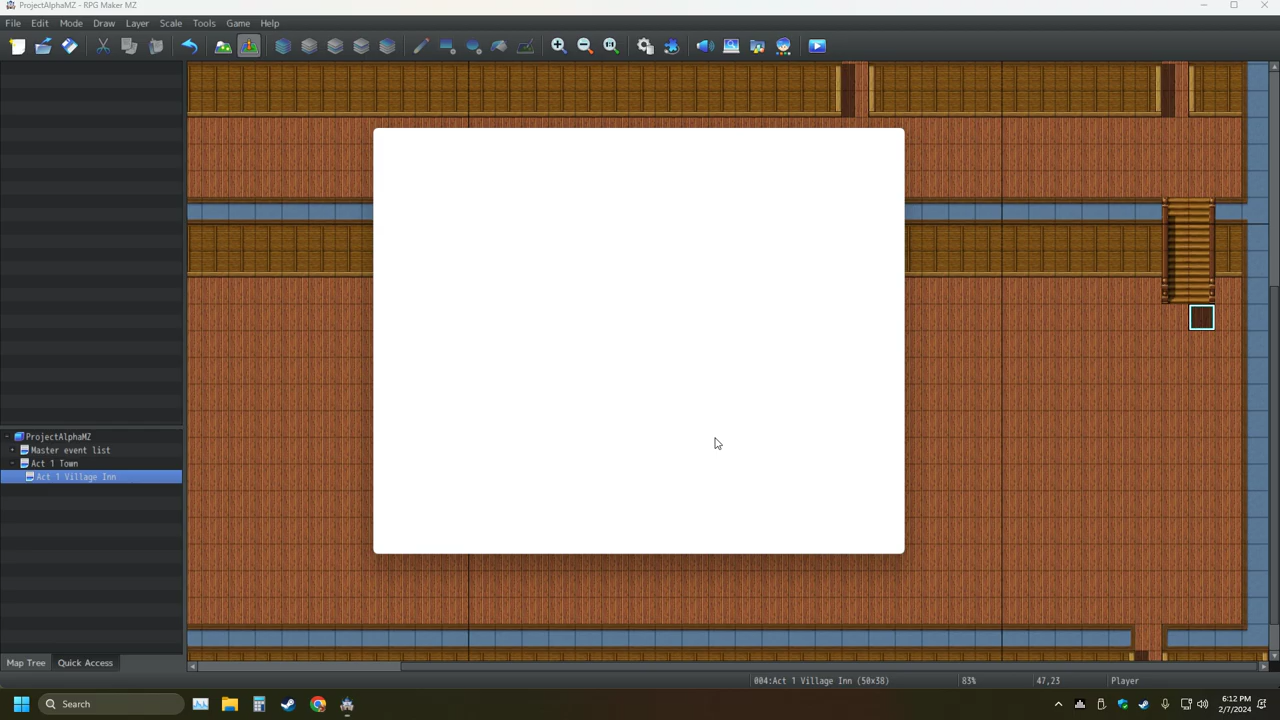 ProjectAlphaMZ - RPG Maker MZ
File Edit Mode Draw Layer Scale Tools Game Help
ProjectAlphaMZ
Master event list
Act 1 Town
Act 1 Village Inn
Map Tree Quick Access
004:Act 1 Village Inn (50x38) 83% 47,23 Player
Search
6:12 PM
2/7/2024